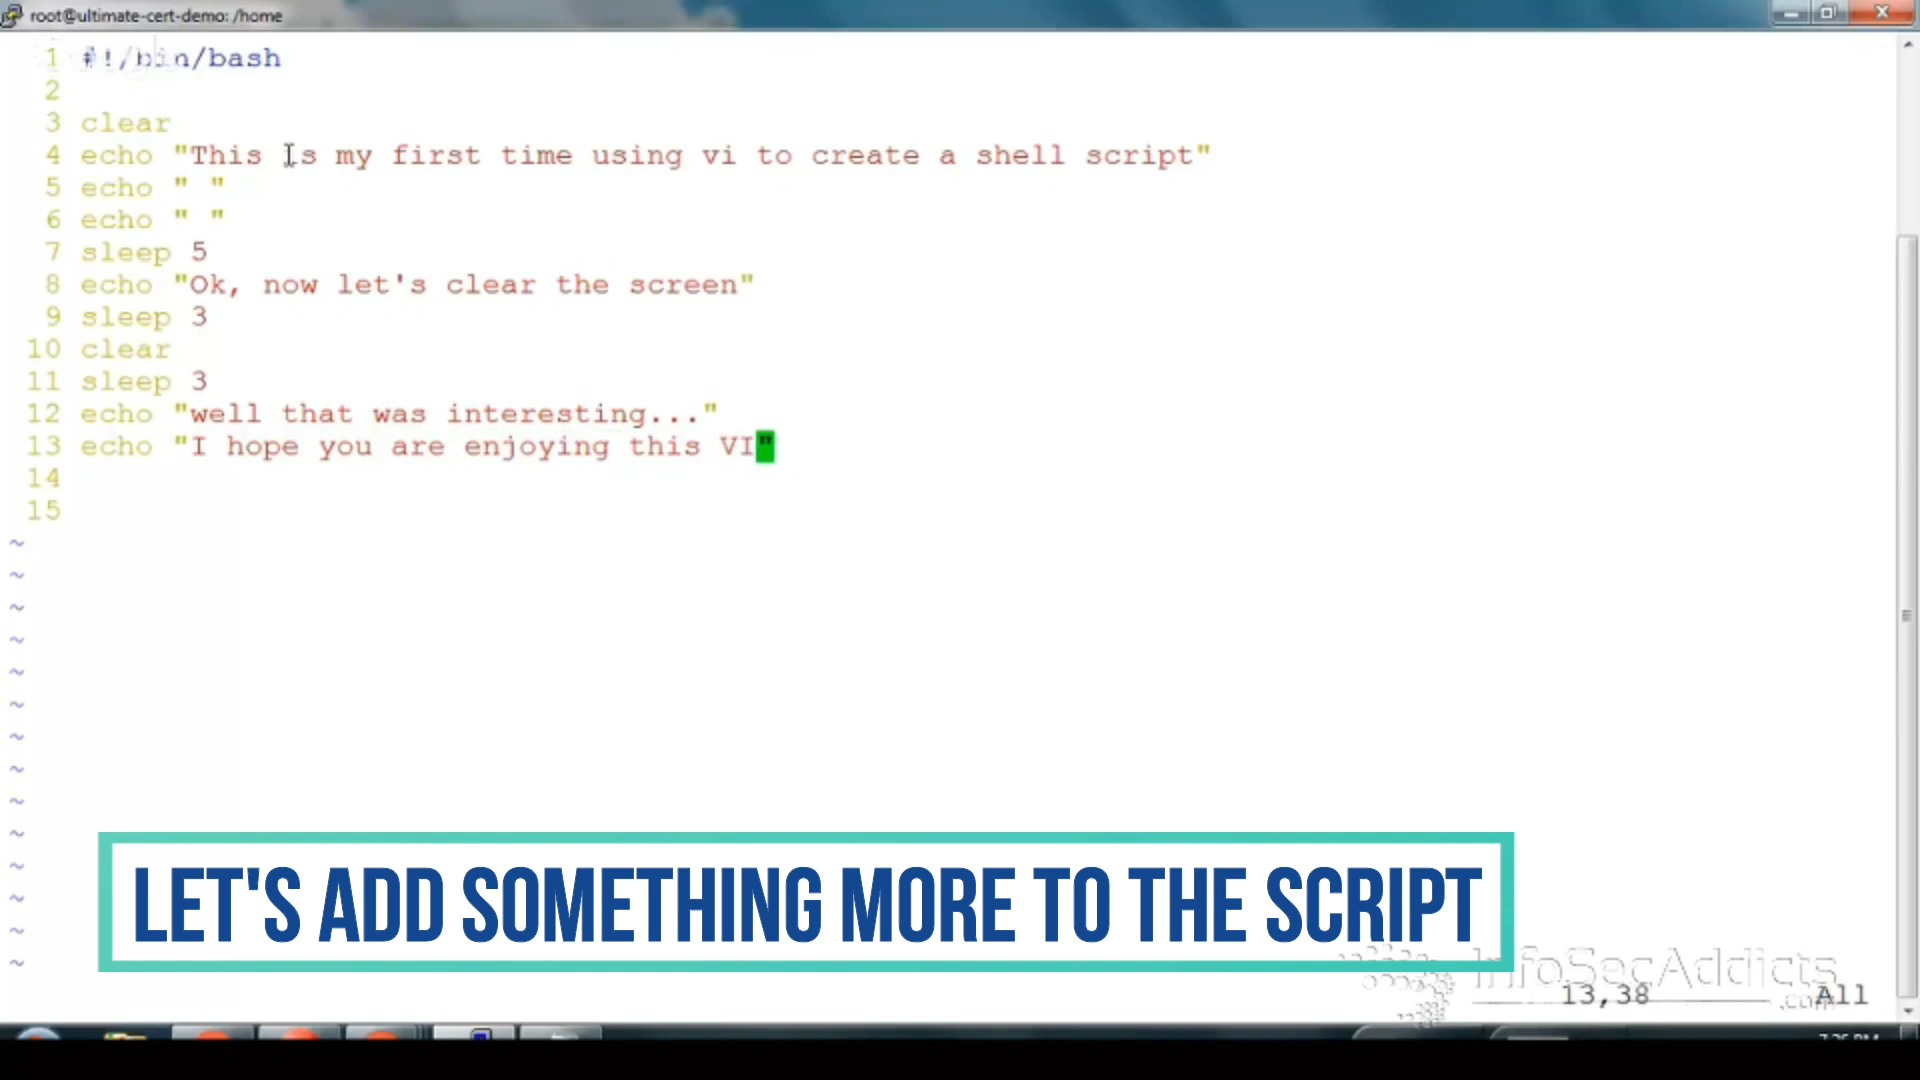 root@ultimate-cert-demo: /home
1 #!/bin/bash
2
3 clear
4 echo "This is my first time using vi to create a shell script"
5 echo " "
6 echo " "
7 sleep 5
8 echo "Ok, now let's clear the screen"
9 sleep 3
10 clear
11 sleep 3
12 echo "well that was interesting..."
13 echo "I hope you are enjoying this VI"
14
15
~
~
~
~
~
~
~
~
~
~
~
~
~
~
LET'S ADD SOMETHING MORE TO THE SCRIPT
InfoSecAddicts
.com
13,38 All